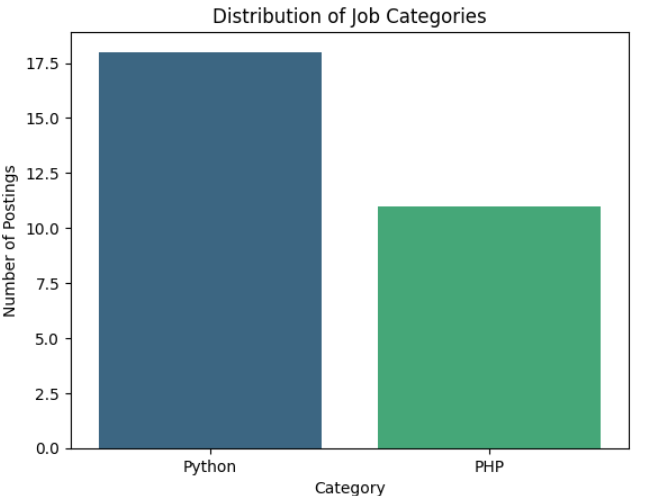 Distribution of Job Categories
Number of Postings
17.5
15.0
12.5
10.0
7.5
5.0
2.5
0.0
Python PHP
Category